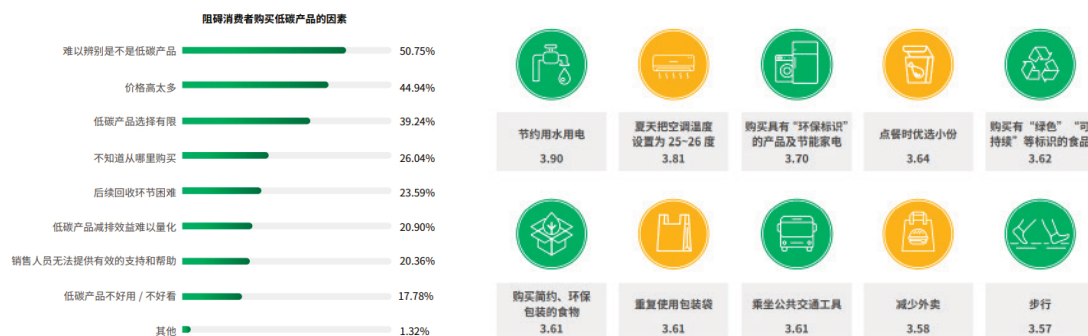 阻碍消费者购买低碳产品的因素
难以辨别是不是低碳产品 50.75%
价格高太多 44.94%
低碳产品选择有限 39.24%
不知道从哪里购买 26.04%
后续回收环节困难 23.59%
低碳产品减排效益难以量化 20.90%
销售人员无法提供有效的支持和帮助 20.36%
低碳产品不好用 / 不好看 17.78%
其他 1.32%
节约用水用电
3.90
夏天把空调温度
设置为 25~26 度
3.81
购买具有“环保标识”
的产品及节能家电
3.70
点餐时优选小份
3.64
购买有“绿色”“可
持续”等标识的食品
3.62
购买简约、环保
包装的食物
3.61
重复使用包装袋
3.61
乘坐公共交通工具
3.61
减少外卖
3.58
步行
3.57